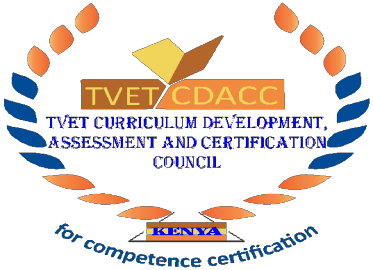 TVET CDACC
TVET CURRICULUM DEVELOPMENT,
ASSESSMENT AND CERTIFICATION
COUNCIL
KENYA
for competence certification